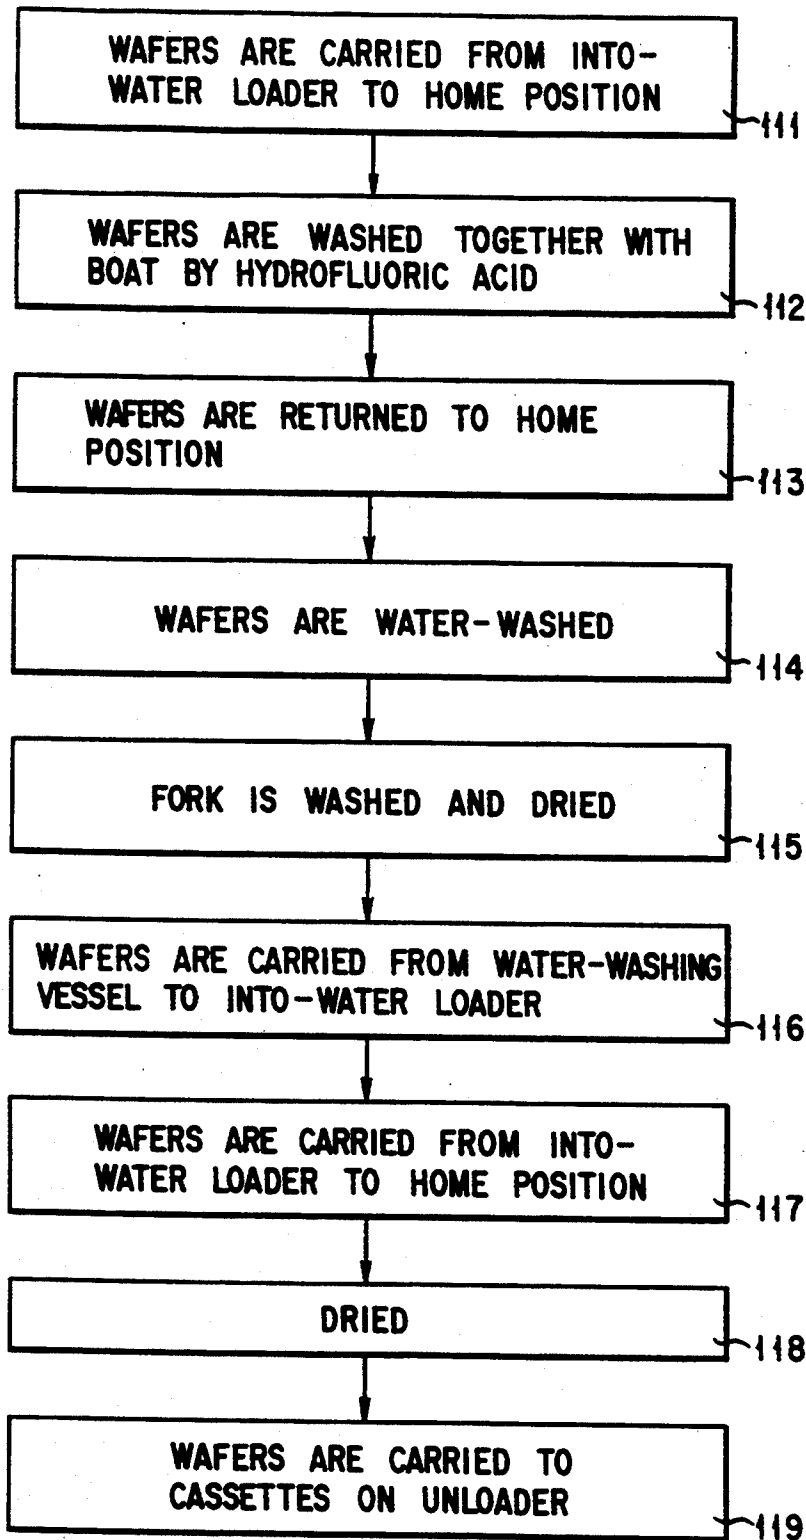 WAFERS ARE CARRIED FROM INTO-
WATER LOADER TO HOME POSITION
111
WAFERS ARE WASHED TOGETHER WITH
BOAT BY HYDROFLUORIC ACID
112
WAFERS ARE RETURNED TO HOME
POSITION
113
WAFERS ARE WATER-WASHED
114
FORK IS WASHED AND DRIED
115
WAFERS ARE CARRIED FROM WATER-WASHING
VESSEL TO INTO-WATER LOADER
116
WAFERS ARE CARRIED FROM INTO-
WATER LOADER TO HOME POSITION
117
DRIED
118
WAFERS ARE CARRIED TO
CASSETTES ON UNLOADER
119